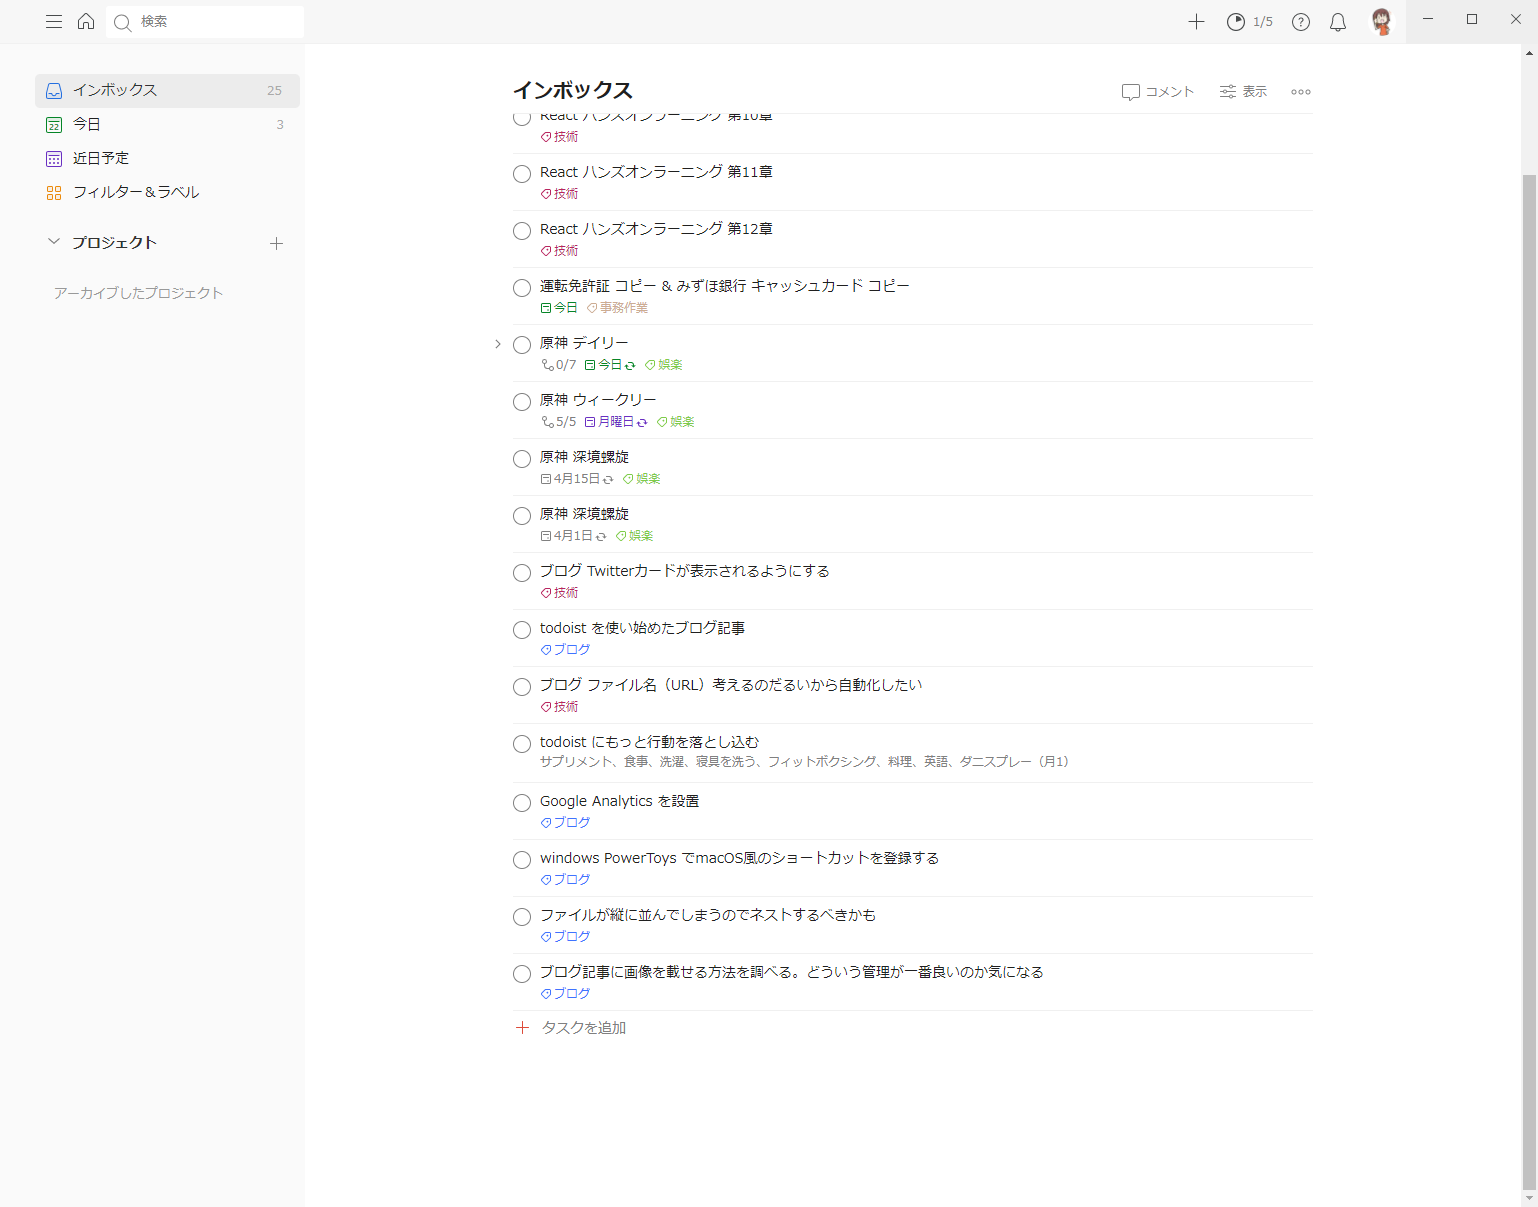 検索
1/5
インボックス 25
22 今日 3
近日予定
フィルター＆ラベル
プロジェクト
アーカイブしたプロジェクト
インボックス
コメント 表示
React ハンズオンラーニング 第10章
技術
React ハンズオンラーニング 第11章
技術
React ハンズオンラーニング 第12章
技術
運転免許証 コピー & みずほ銀行 キャッシュカード コピー
今日 事務作業
原神 デイリー
0/7 今日 娯楽
原神 ウィークリー
5/5 月曜日 娯楽
原神 深境螺旋
4月15日 娯楽
原神 深境螺旋
4月1日 娯楽
ブログ Twitterカードが表示されるようにする
技術
todoist を使い始めたブログ記事
ブログ
ブログ ファイル名（URL）考えるのだるいから自動化したい
技術
todoist にもっと行動を落とし込む
サプリメント、食事、洗濯、寝具を洗う、フィットボクシング、料理、英語、ダニスプレー（月1）
Google Analytics を設置
ブログ
windows PowerToys でmacOS風のショートカットを登録する
ブログ
ファイルが縦に並んでしまうのでネストするべきかも
ブログ
ブログ記事に画像を載せる方法を調べる。どういう管理が一番良いのか気になる
ブログ
タスクを追加